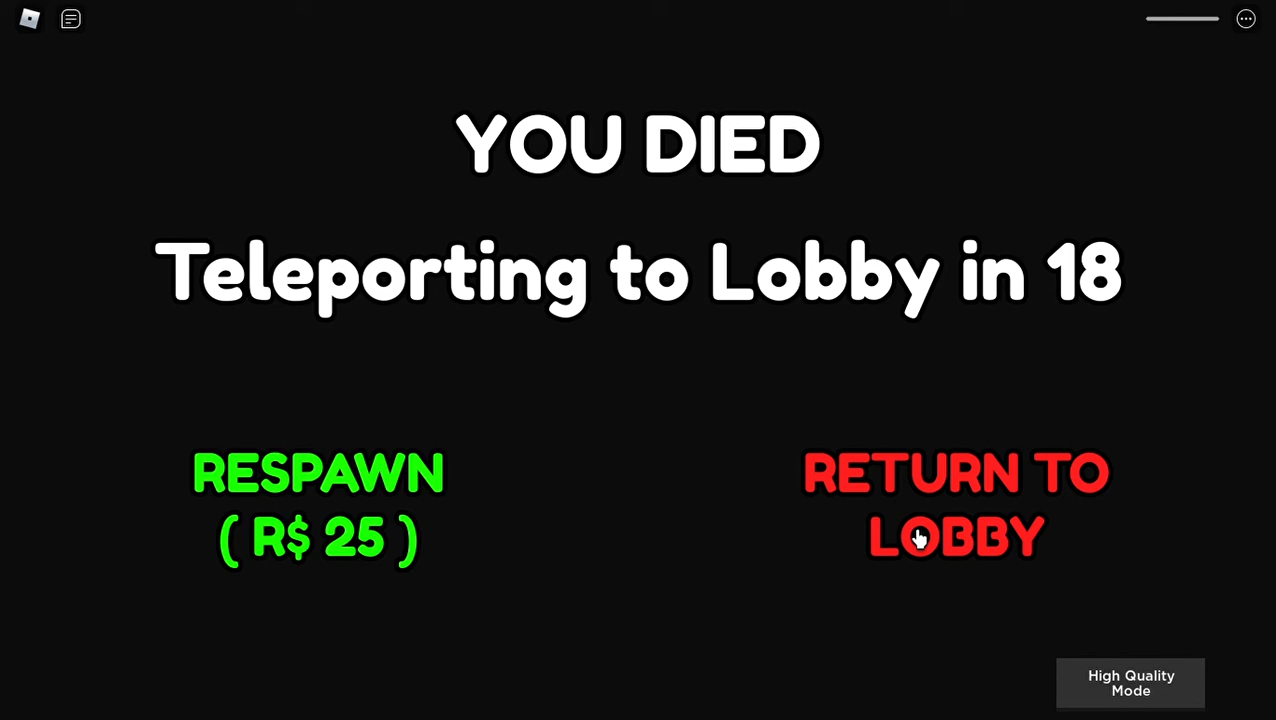 YOU DIED
Teleporting to Lobby in 18
RESPAWN
( R$ 25 )
RETURN TO
LOBBY
High Quality
Mode